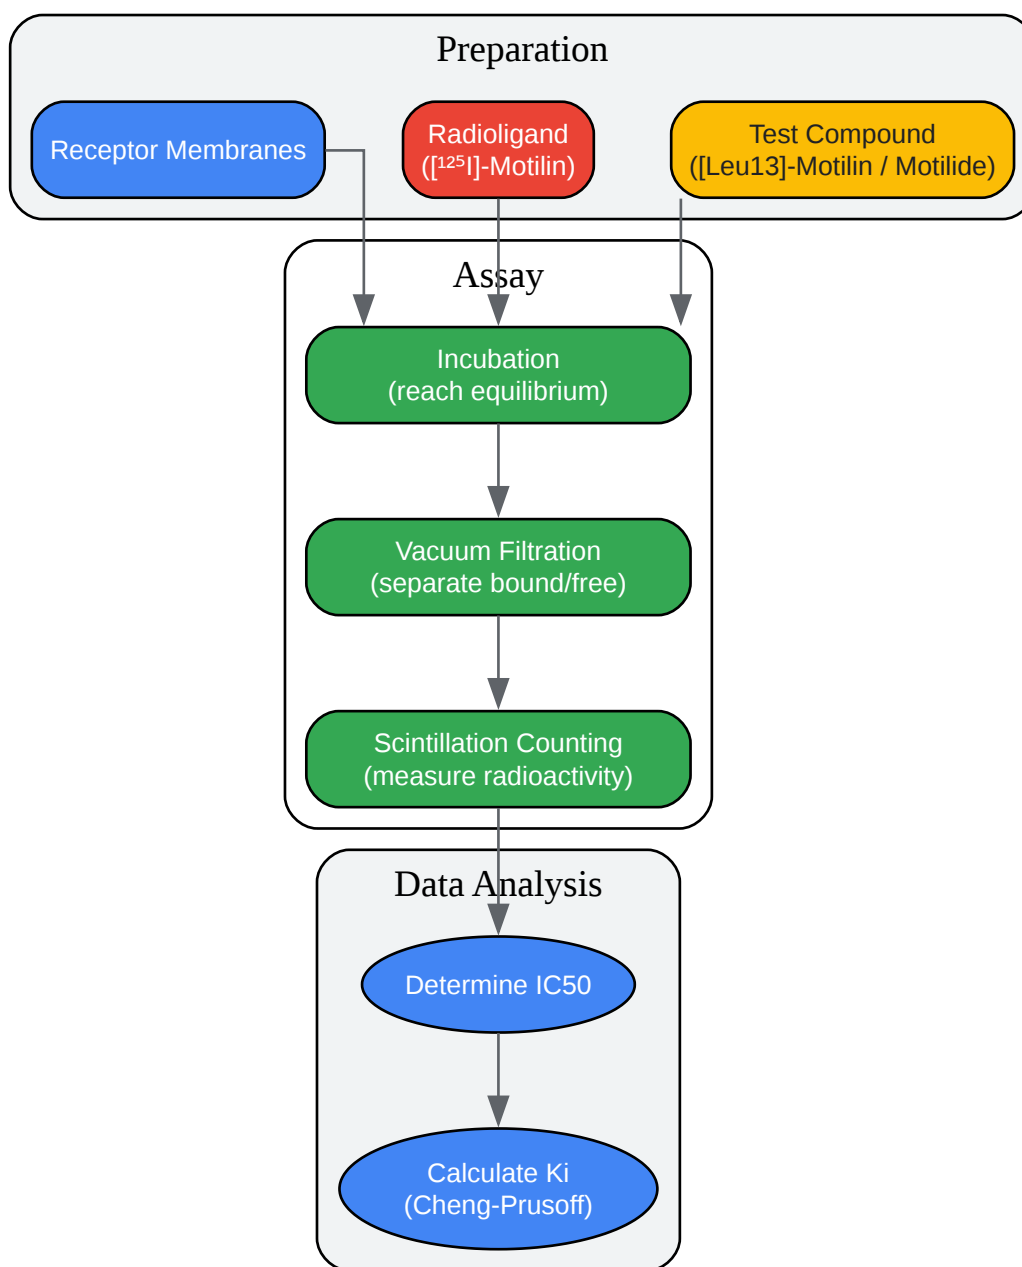 Preparation
Receptor Membranes
Radioligand
([¹²⁵I]-Motilin)
Test Compound
([Leu13]-Motilin / Motilide)
Assay
Incubation
(reach equilibrium)
Vacuum Filtration
(separate bound/free)
Scintillation Counting
(measure radioactivity)
Data Analysis
Determine IC50
Calculate Ki
(Cheng-Prusoff)